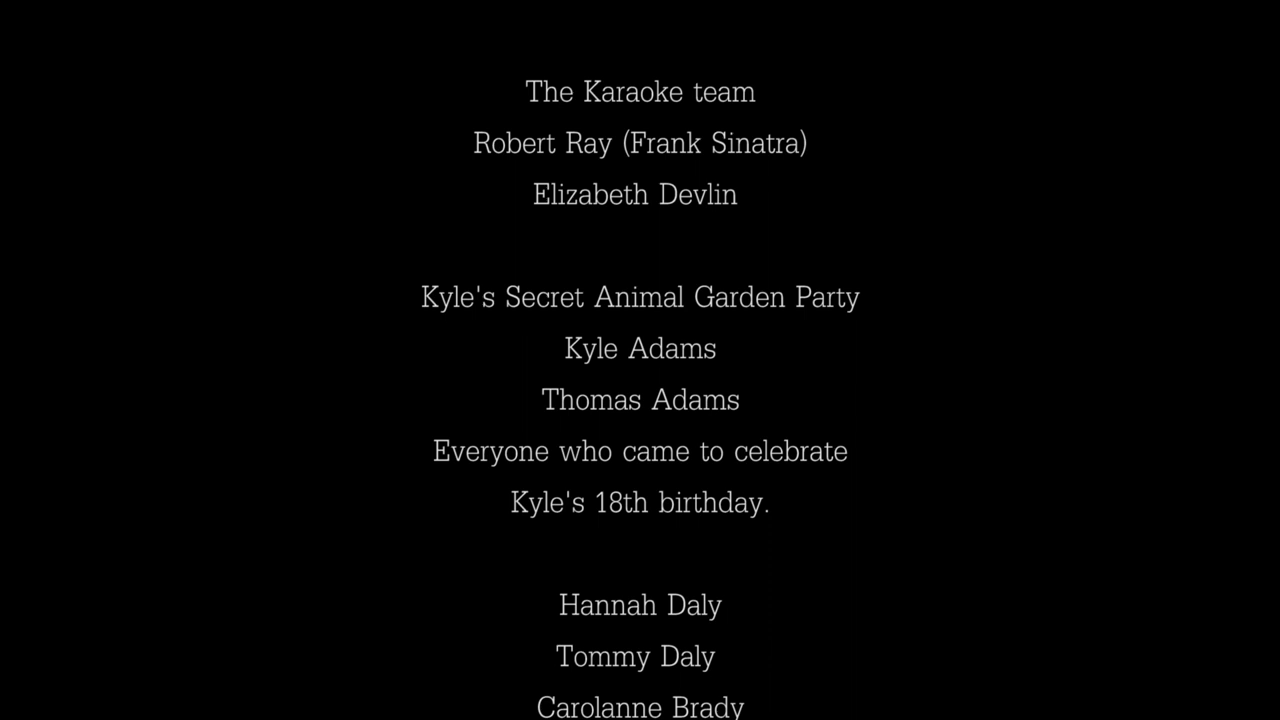 The Karaoke team
Robert Ray (Frank Sinatra)
Elizabeth Devlin
Kyle's Secret Animal Garden Party
Kyle Adams
Thomas Adams
Everyone who came to celebrate
Kyle's 18th birthday.
Hannah Daly
Tommy Daly
Carolanne Brady